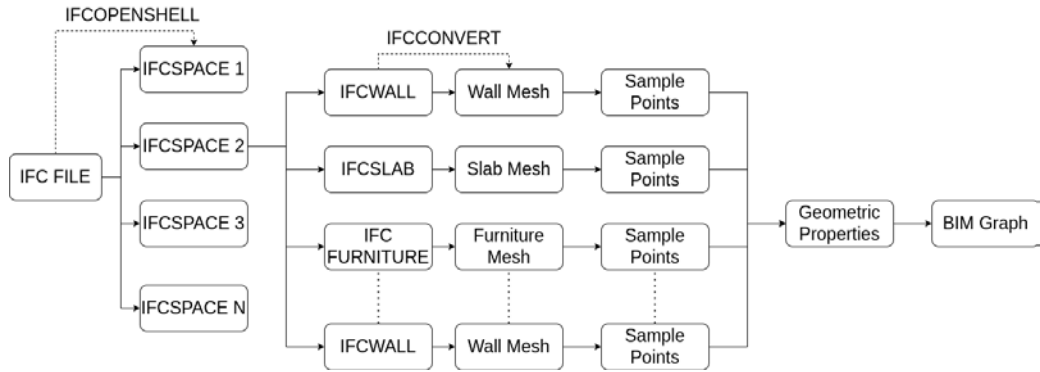 IFCOPENSHELL
IFCCONVERT
IFC FILE
IFCSPACE 1
IFCSPACE 2
IFCSPACE 3
IFCSPACE N
IFCWALL
Wall Mesh
Sample
Points
IFCSLAB
Slab Mesh
Sample
Points
IFC
FURNITURE
Furniture
Mesh
Sample
Points
IFCWALL
Wall Mesh
Sample
Points
Geometric
Properties
BIM Graph